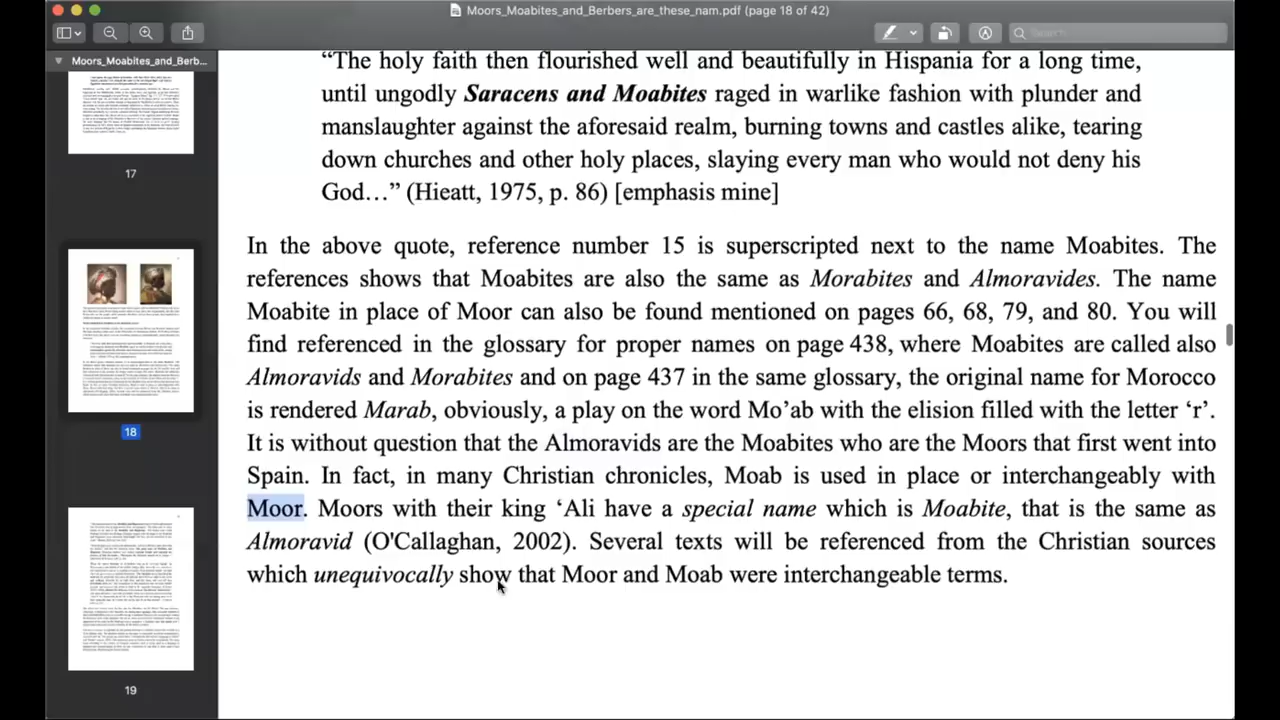 Moors_Moabites_and_Berbers_are_these_nam.pdf (page 18 of 42)
Search
Moors_Moabites_and_Berb...
17
18
19
“The holy faith then flourished well and beautifully in Hispania for a long time,
until ungodly Saracens and Moabites raged in warlike fashion with plunder and
manslaughter against the aforesaid realm, burning towns and castles alike, tearing
down churches and other holy places, slaying every man who would not deny his
God…” (Hieatt, 1975, p. 86) [emphasis mine]
In the above quote, reference number 15 is superscripted next to the name Moabites. The
references shows that Moabites are also the same as Morabites and Almoravides. The name
Moabite in place of Moor can also be found mentioned on pages 66, 68, 79, and 80. You will
find referenced in the glossary for proper names on page 438, where Moabites are called also
Almoravides and Morabites and on page 437 in the same glossary, the original name for Morocco
is rendered Marab, obviously, a play on the word Mo’ab with the elision filled with the letter ‘r’.
It is without question that the Almoravids are the Moabites who are the Moors that first went into
Spain. In fact, in many Christian chronicles, Moab is used in place or interchangeably with
Moor. Moors with their king ‘Ali have a special name which is Moabite, that is the same as
Almoravid (O'Callaghan, 2002). Several texts will be referenced from the Christian sources
which unequivocally show that Moor and Moab were interchangeable terms.